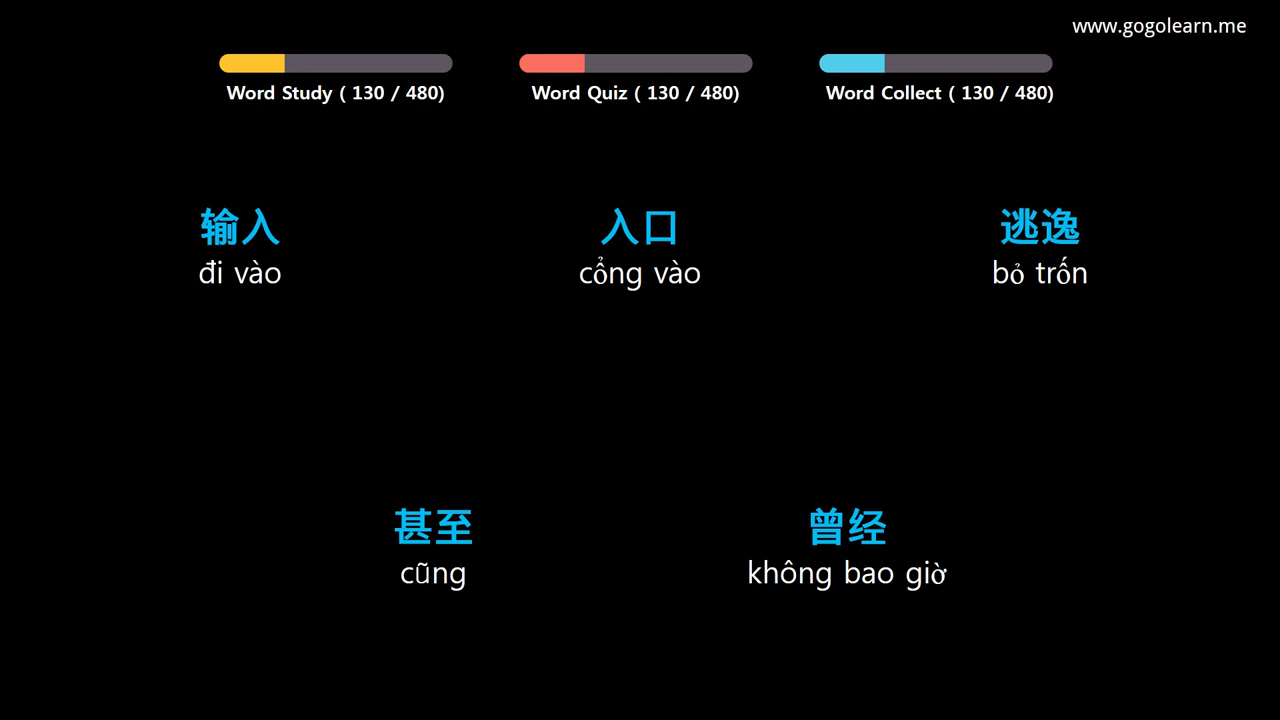 www.gogolearn.me
Word Study ( 130 / 480)
Word Quiz ( 130 / 480)
Word Collect ( 130 / 480)
输入
đi vào
入口
cổng vào
逃逸
bỏ trốn
甚至
cũng
曾经
không bao giờ